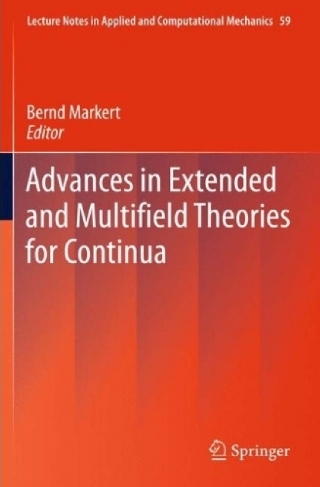 Lecture Notes in Applied and Computational Mechanics 59
Bernd Markert
Editor
Advances in Extended
and Multifield Theories
for Continua
Springer